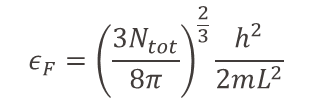 ϵ_F = (3N_tot / 8π)^(2/3) h² / 2mL²